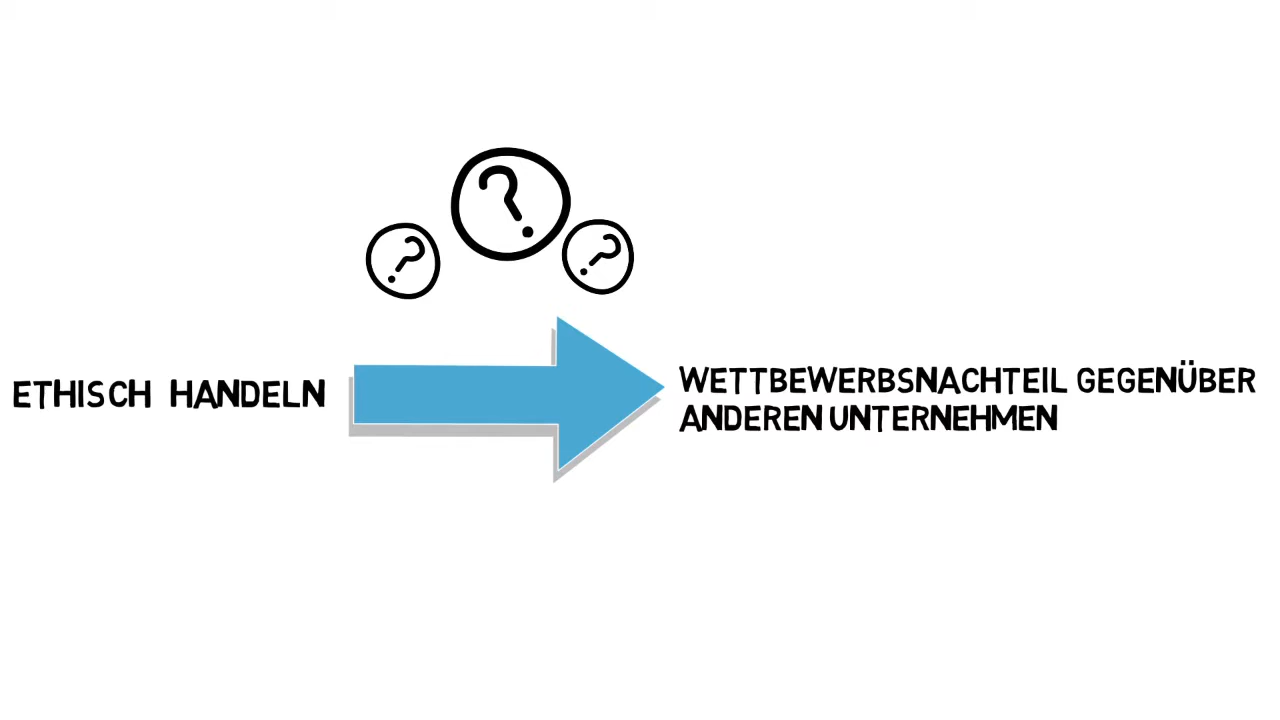 ?
?
?
ETHISCH HANDELN
WETTBEWERBSNACHTEIL GEGENÜBER
ANDEREN UNTERNEHMEN